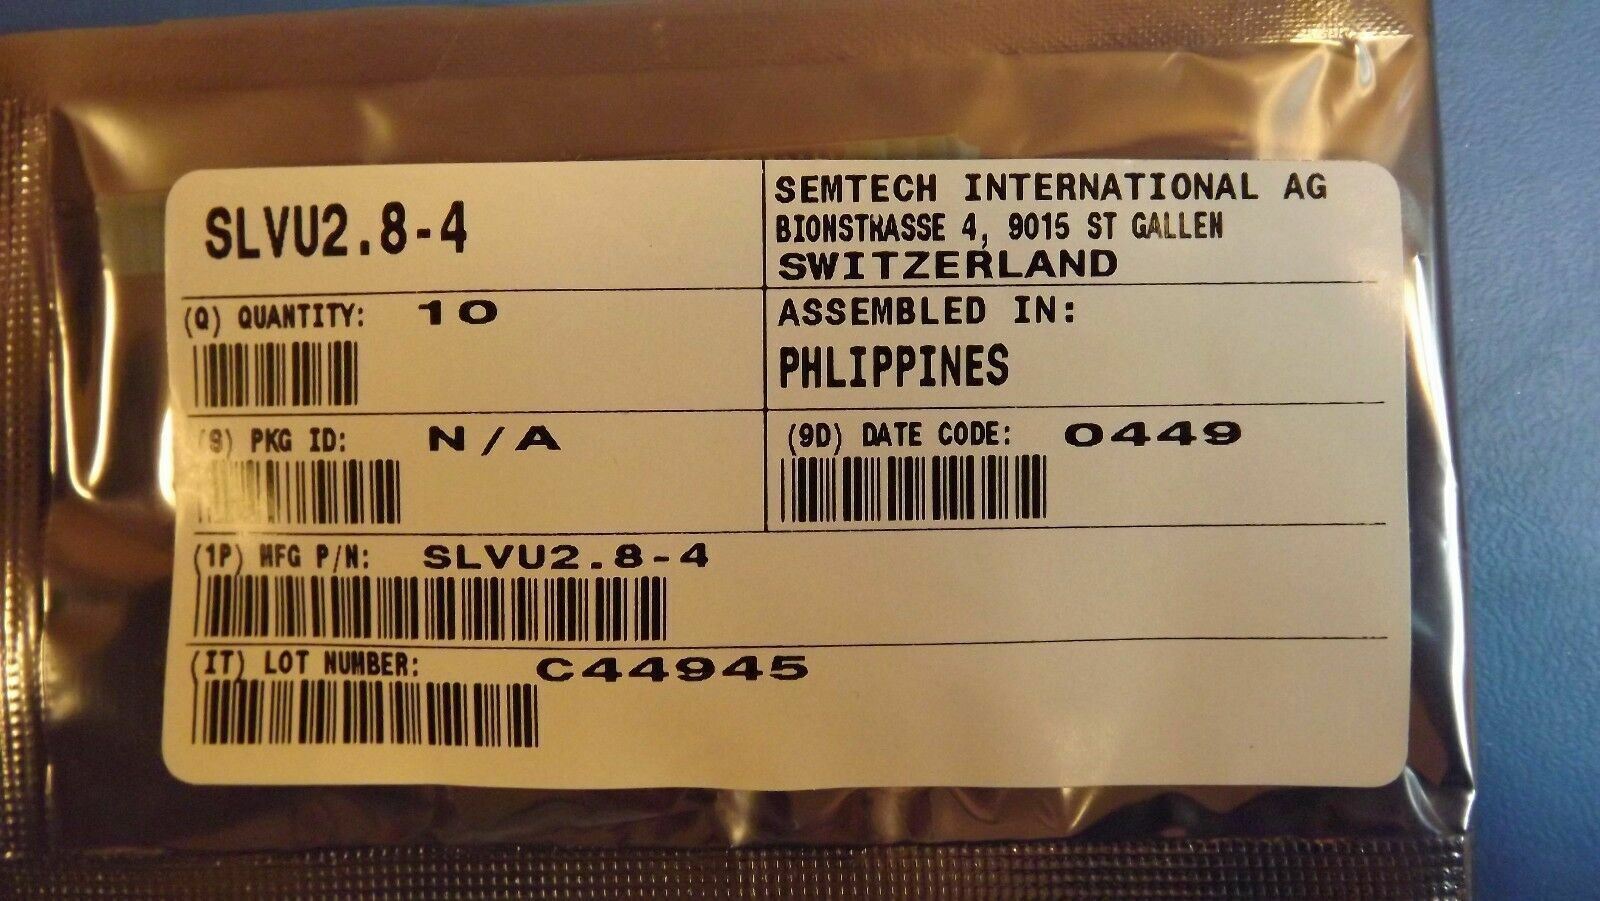 SLVU2.8-4
SEMTECH INTERNATIONAL AG
BIONSTRASSE 4, 9015 ST GALLEN
SWITZERLAND
(Q) QUANTITY: 10
ASSEMBLED IN:
PHLIPPINES
(S) PKG ID: N/A
(9D) DATE CODE: 0449
(1P) MFG P/N: SLVU2.8-4
(IT) LOT NUMBER: C44945